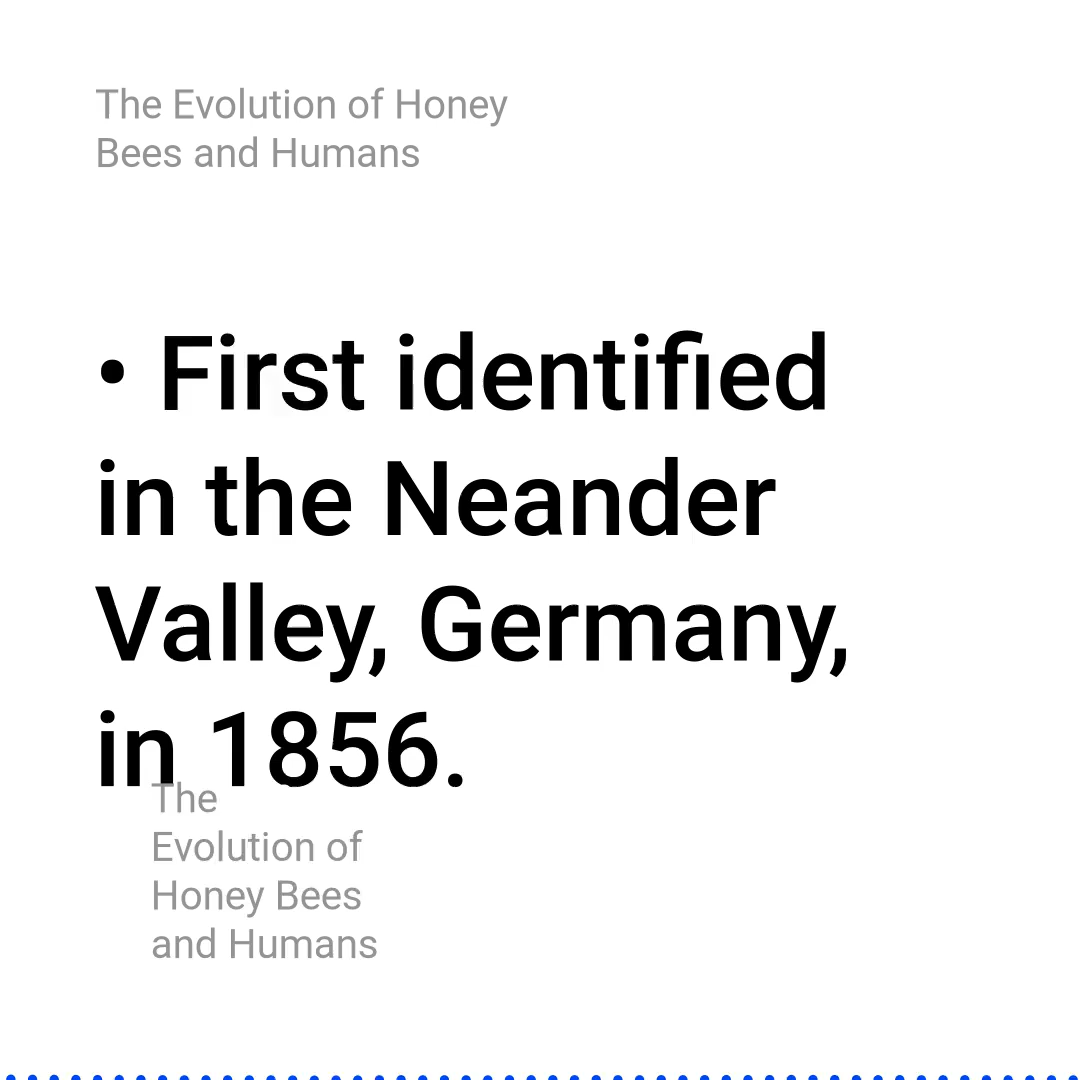 The Evolution of Honey
Bees and Humans
• First identified
in the Neander
Valley, Germany,
in 1856.
The
Evolution of
Honey Bees
and Humans